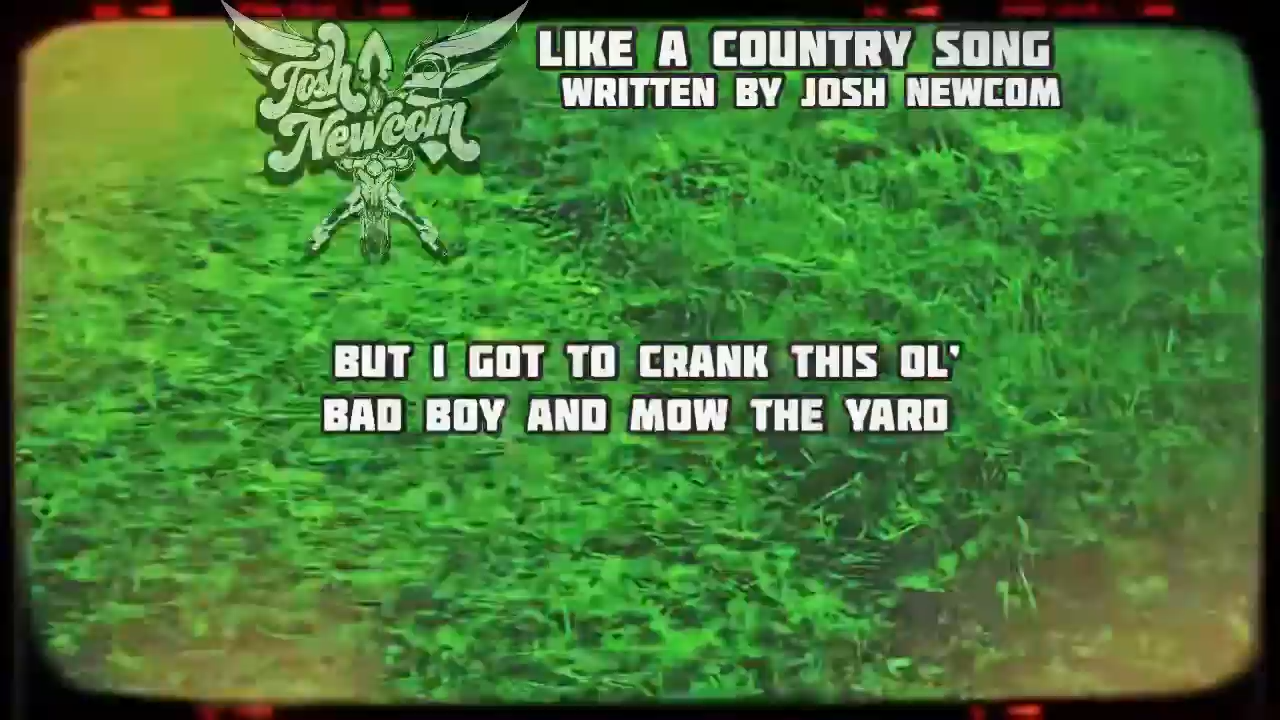 Josh
Newcom
LIKE A COUNTRY SONG
WRITTEN BY JOSH NEWCOM
BUT I GOT TO CRANK THIS OL'
BAD BOY AND MOW THE YARD